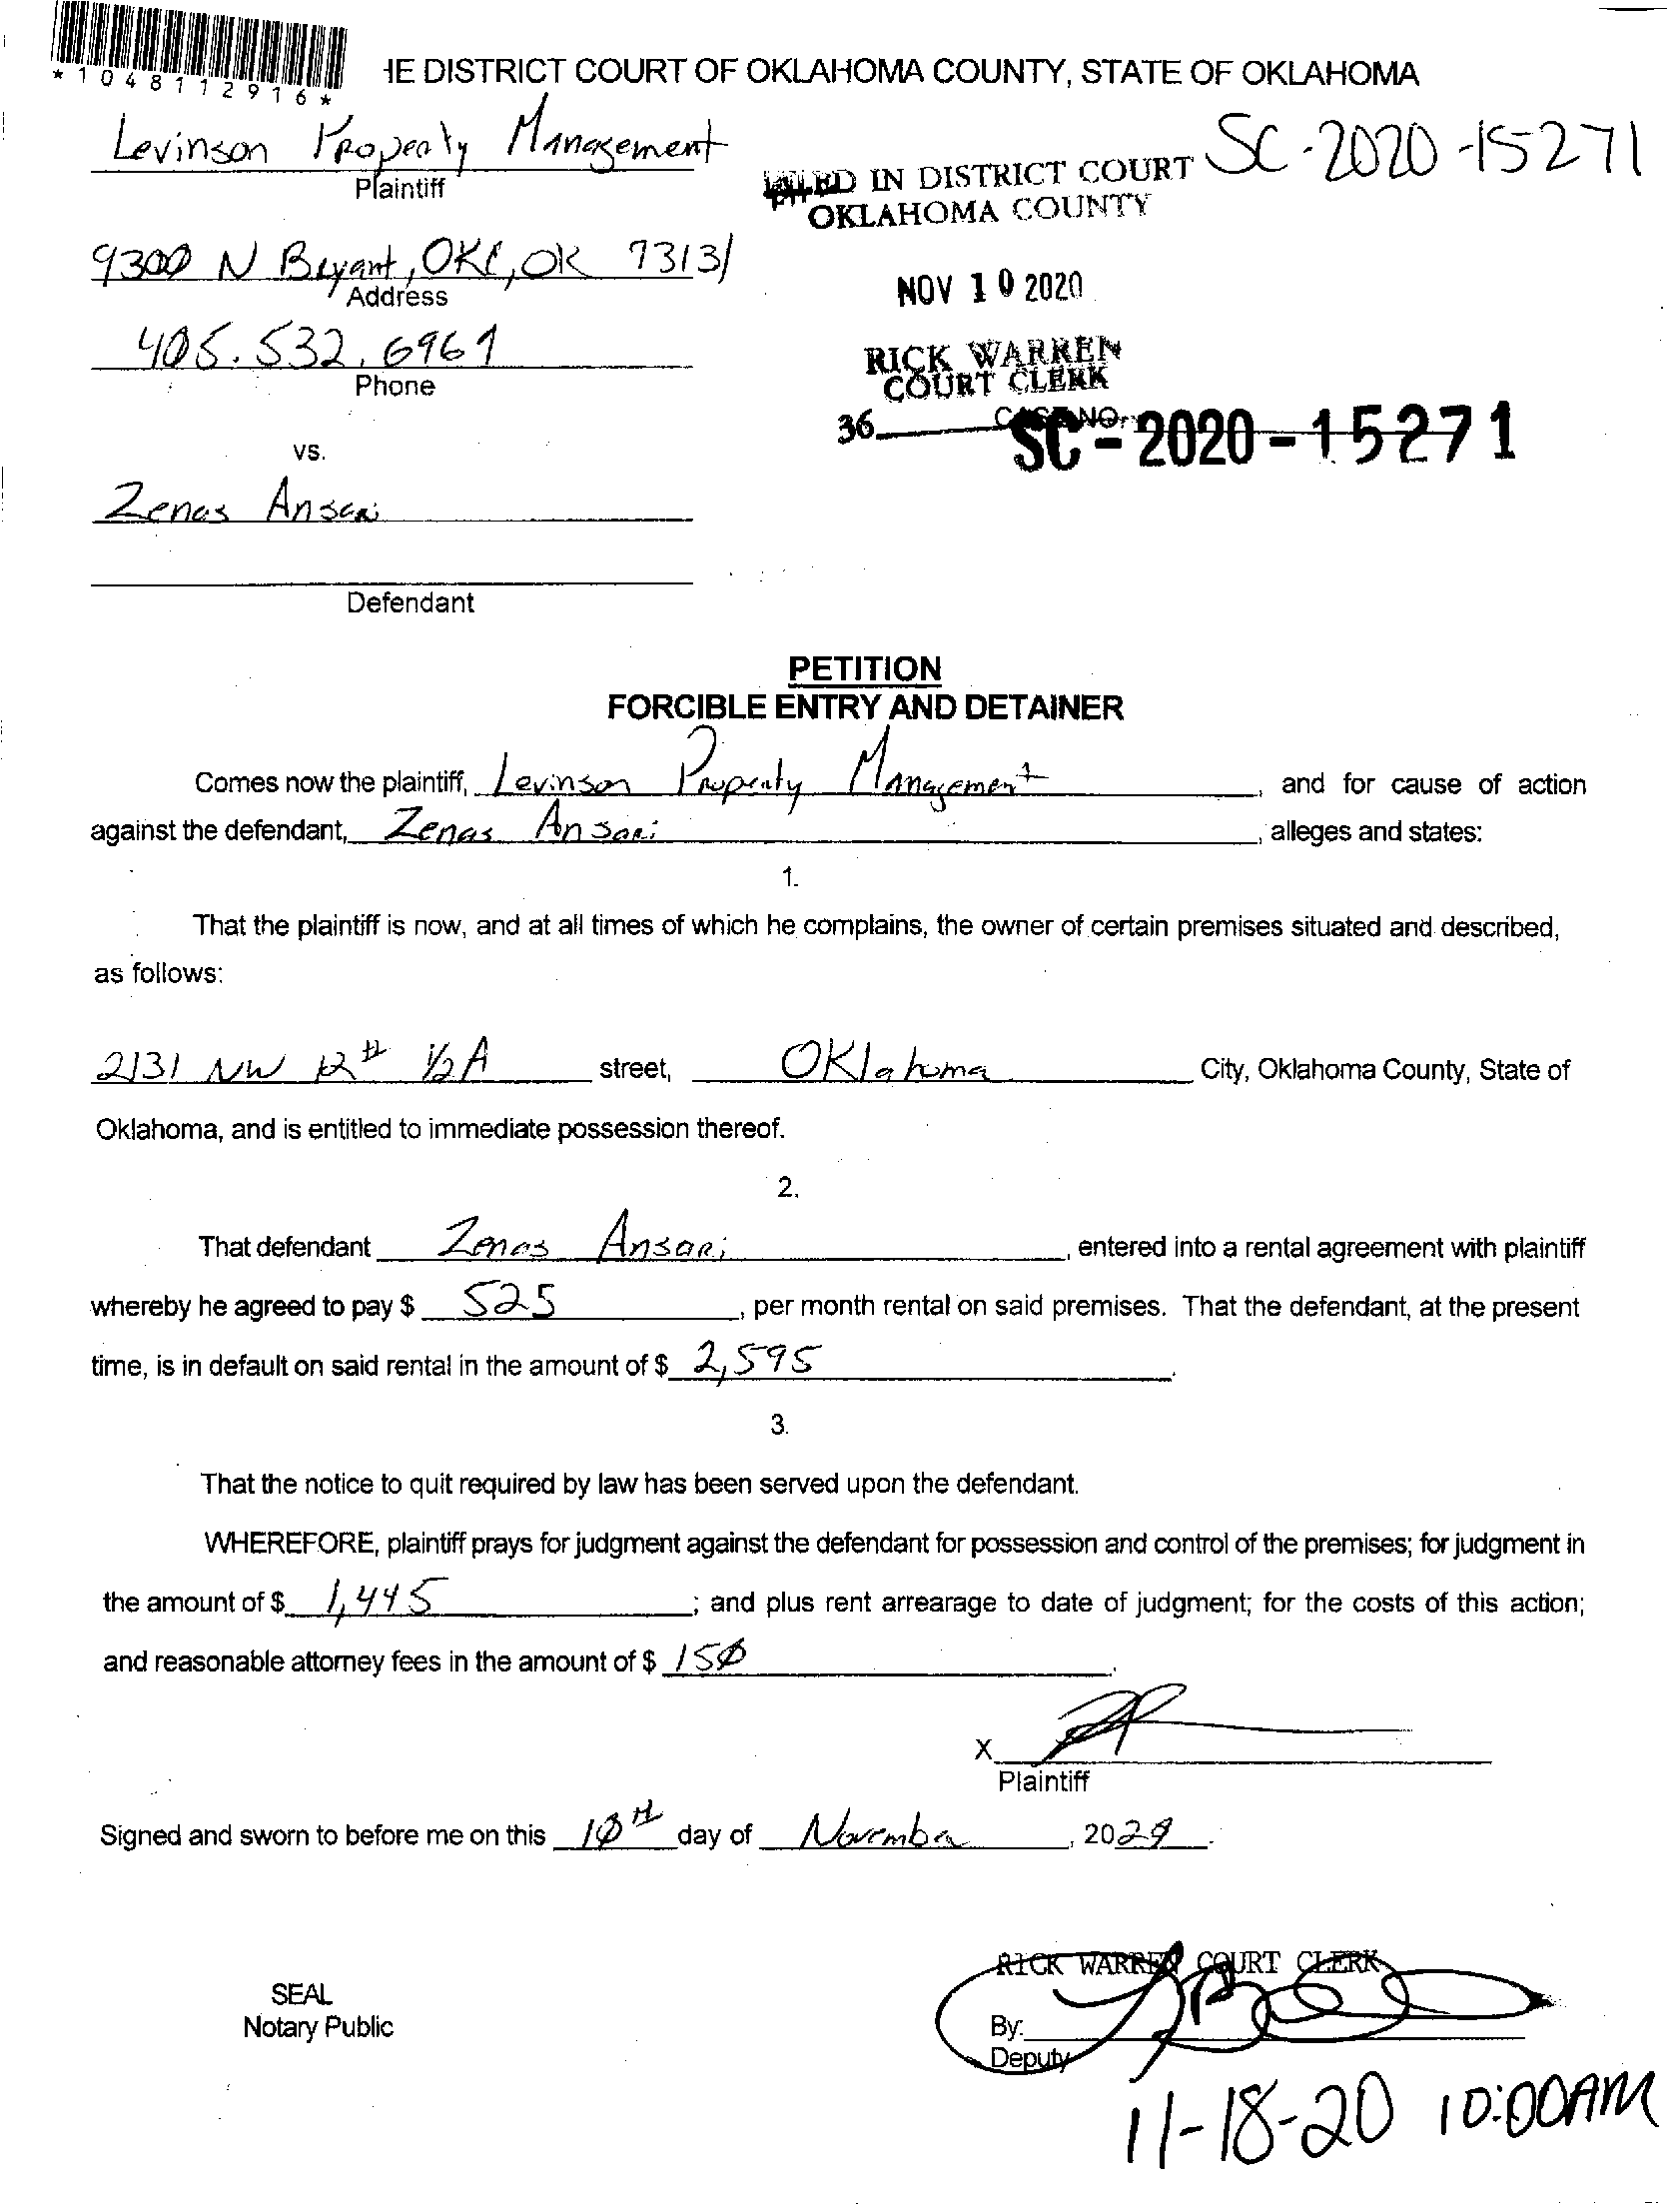 *1048112916*
HE DISTRICT COURT OF OKLAHOMA COUNTY, STATE OF OKLAHOMA
Levinson Property Management
Plaintiff
SC-2020-15271
FILED IN DISTRICT COURT
OKLAHOMA COUNTY
9300 N Bryant, OKC, OK 73131
Address
NOV 10 2020
405.532.6961
Phone
RICK WARREN
COURT CLERK
36 CASE NO.
SC-2020-15271
vs.
Zenas Ansari
Defendant
PETITION
FORCIBLE ENTRY AND DETAINER
Comes now the plaintiff, Levinson Property Management, and for cause of action
against the defendant, Zenas Ansari, alleges and states:
1.
That the plaintiff is now, and at all times of which he complains, the owner of certain premises situated and described,
as follows:
2131 NW 12th 1/2 A street, Oklahoma City, Oklahoma County, State of
Oklahoma, and is entitled to immediate possession thereof.
2.
That defendant Zenas Ansari, entered into a rental agreement with plaintiff
whereby he agreed to pay $ 525, per month rental on said premises. That the defendant, at the present
time, is in default on said rental in the amount of $ 2,595.
3.
That the notice to quit required by law has been served upon the defendant.
WHEREFORE, plaintiff prays for judgment against the defendant for possession and control of the premises; for judgment in
the amount of $ 1,445; and plus rent arrearage to date of judgment; for the costs of this action;
and reasonable attorney fees in the amount of $ 150.
X
Plaintiff
Signed and sworn to before me on this 10th day of November, 2020.
RICK WARREN COURT CLERK
SEAL
Notary Public
By:
Deputy
11-18-20 10:00AM